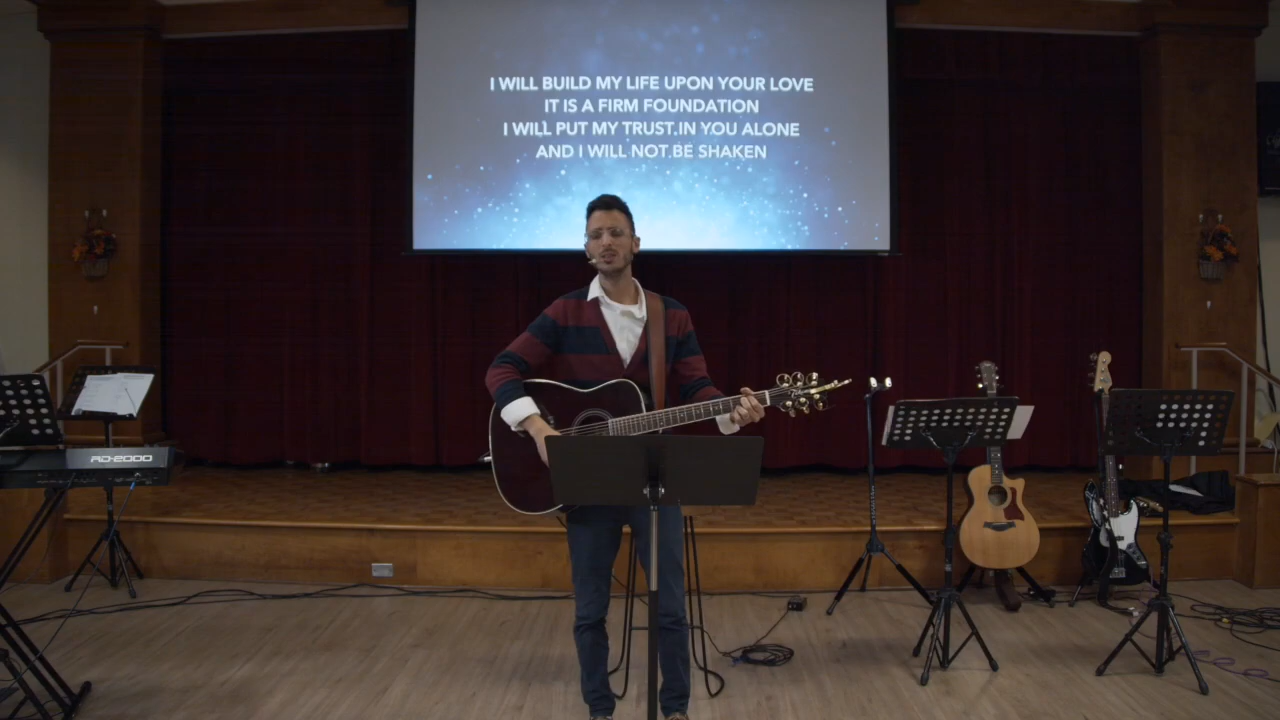 I WILL BUILD MY LIFE UPON YOUR LOVE
IT IS A FIRM FOUNDATION
I WILL PUT MY TRUST IN YOU ALONE
AND I WILL NOT BE SHAKEN
RD-2000